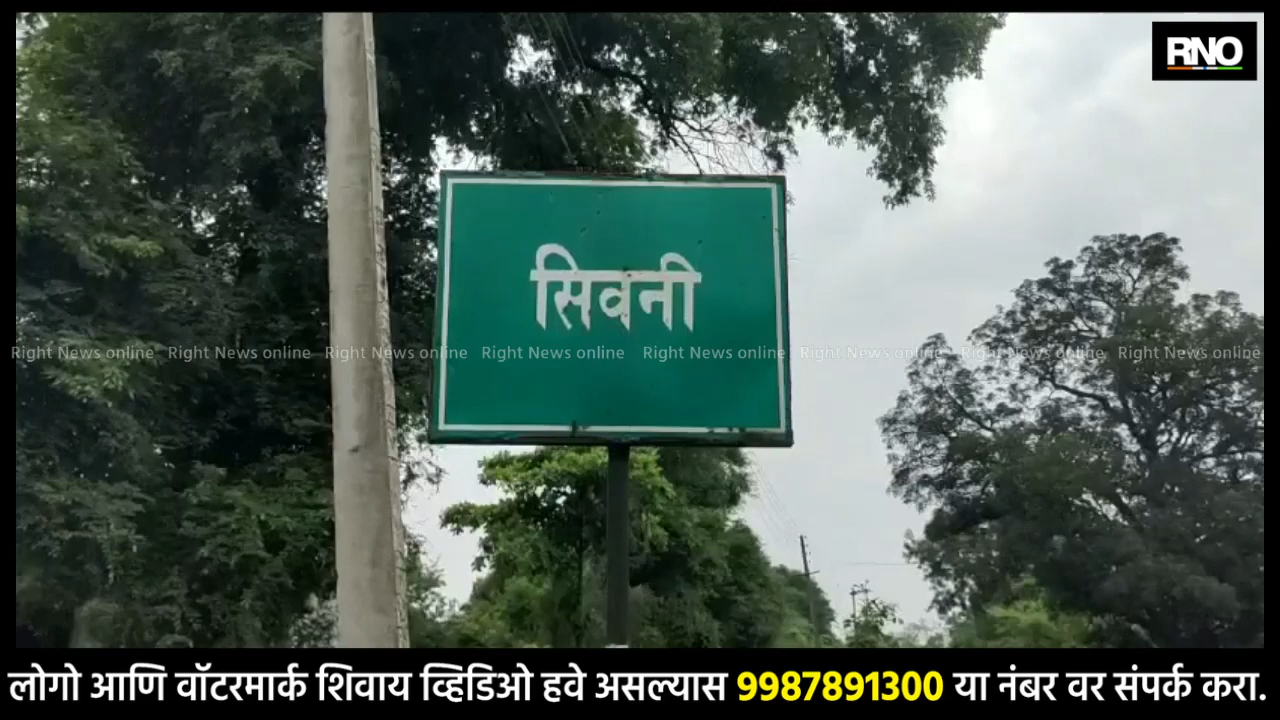 RNO
सिवनी
Right News online Right News online Right News online Right News online Right News online Right News online Right News online Right News online
लोगो आणि वॉटरमार्क शिवाय व्हिडिओ हवे असल्यास 9987891300 या नंबर वर संपर्क करा.